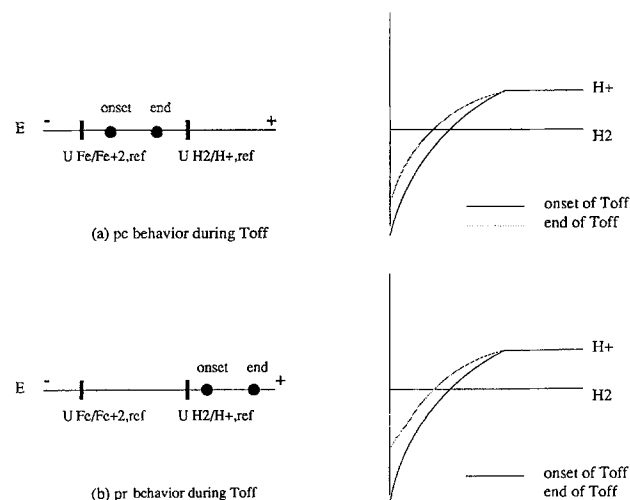 onset end
E - +
U Fe/Fe+2,ref U H2/H+,ref
(a) pc behavior during Toff
H+
H2
onset of Toff
end of Toff
onset end
E - +
U Fe/Fe+2,ref U H2/H+,ref
(b) pr behavior during Toff
H+
H2
onset of Toff
end of Toff